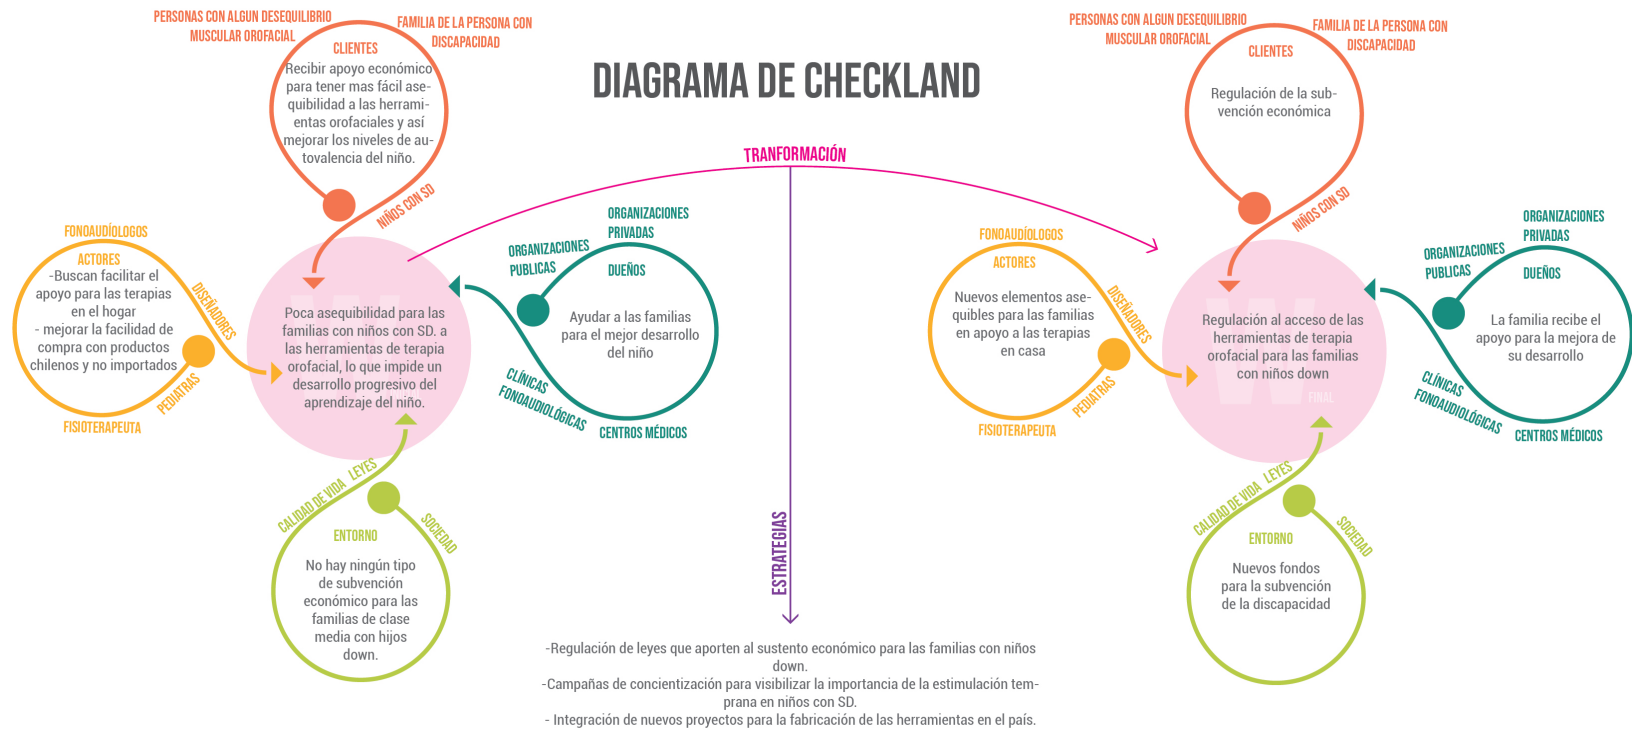 DIAGRAMA DE CHECKLAND
PERSONAS CON ALGUN DESEQUILIBRIO
MUSCULAR OROFACIAL
FAMILIA DE LA PERSONA CON
DISCAPACIDAD
CLIENTES
Recibir apoyo económico
para tener mas fácil ase-
quibilidad a las herrami-
entas orofaciales y así
mejorar los niveles de au-
tovalencia del niño.
NIÑOS CON SD
FONOAUDÍOLOGOS
ACTORES
-Buscan facilitar el
apoyo para las terapias
en el hogar
- mejorar la facilidad de
compra con productos
chilenos y no importados
DISEÑADORES
PEDIATRAS
FISIOTERAPEUTA
Poca asequibilidad para las
familias con niños con SD. a
las herramientas de terapia
orofacial, lo que impide un
desarrollo progresivo del
aprendizaje del niño.
ORGANIZACIONES
PRIVADAS
ORGANIZACIONES
PUBLICAS
DUEÑOS
Ayudar a las familias
para el mejor desarrollo
del niño
CLÍNICAS
FONOAUDIOLÓGICAS
CENTROS MÉDICOS
CALIDAD DE VIDA
LEYES
SOCIEDAD
ENTORNO
No hay ningún tipo
de subvención
económico para las
familias de clase
media con hijos
down.
TRANFORMACIÓN
ESTRATEGIAS
-Regulación de leyes que aporten al sustento económico para las familias con niños
down.
-Campañas de concientización para visibilizar la importancia de la estimulación tem-
prana en niños con SD.
- Integración de nuevos proyectos para la fabricación de las herramientas en el país.
PERSONAS CON ALGUN DESEQUILIBRIO
MUSCULAR OROFACIAL
FAMILIA DE LA PERSONA CON
DISCAPACIDAD
CLIENTES
Regulación de la sub-
vención económica
NIÑOS CON SD
FONOAUDÍOLOGOS
ACTORES
Nuevos elementos ase-
quibles para las familias
en apoyo a las terapias
en casa
DISEÑADORES
PEDIATRAS
FISIOTERAPEUTA
W
Regulación al acceso de las
herramientas de terapia
orofacial para las familias
con niños down
FINAL
ORGANIZACIONES
PRIVADAS
ORGANIZACIONES
PUBLICAS
DUEÑOS
La familia recibe el
apoyo para la mejora de
su desarrollo
CLÍNICAS
FONOAUDIOLÓGICAS
CENTROS MÉDICOS
CALIDAD DE VIDA
LEYES
SOCIEDAD
ENTORNO
Nuevos fondos
para la subvención
de la discapacidad